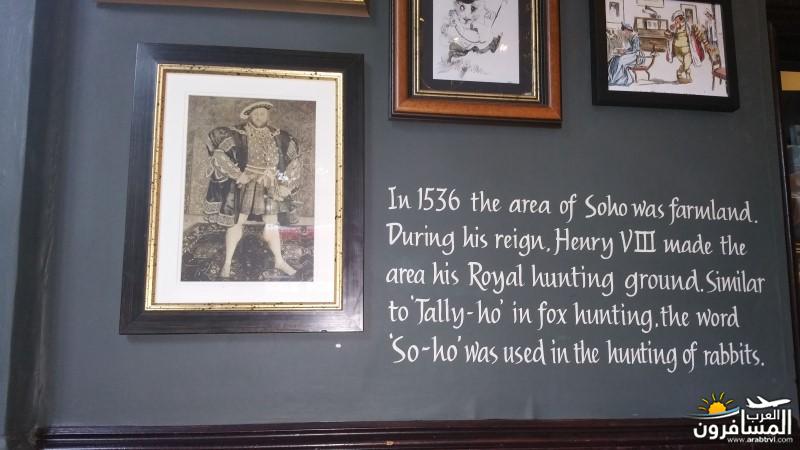 In 1536 the area of Soho was farmland.
During his reign, Henry VIII made the
area his Royal hunting ground. Similar
to 'Tally-ho' in fox hunting, the word
'So-ho' was used in the hunting of rabbits.
العرب
المسافرون
www.arabtrvl.com